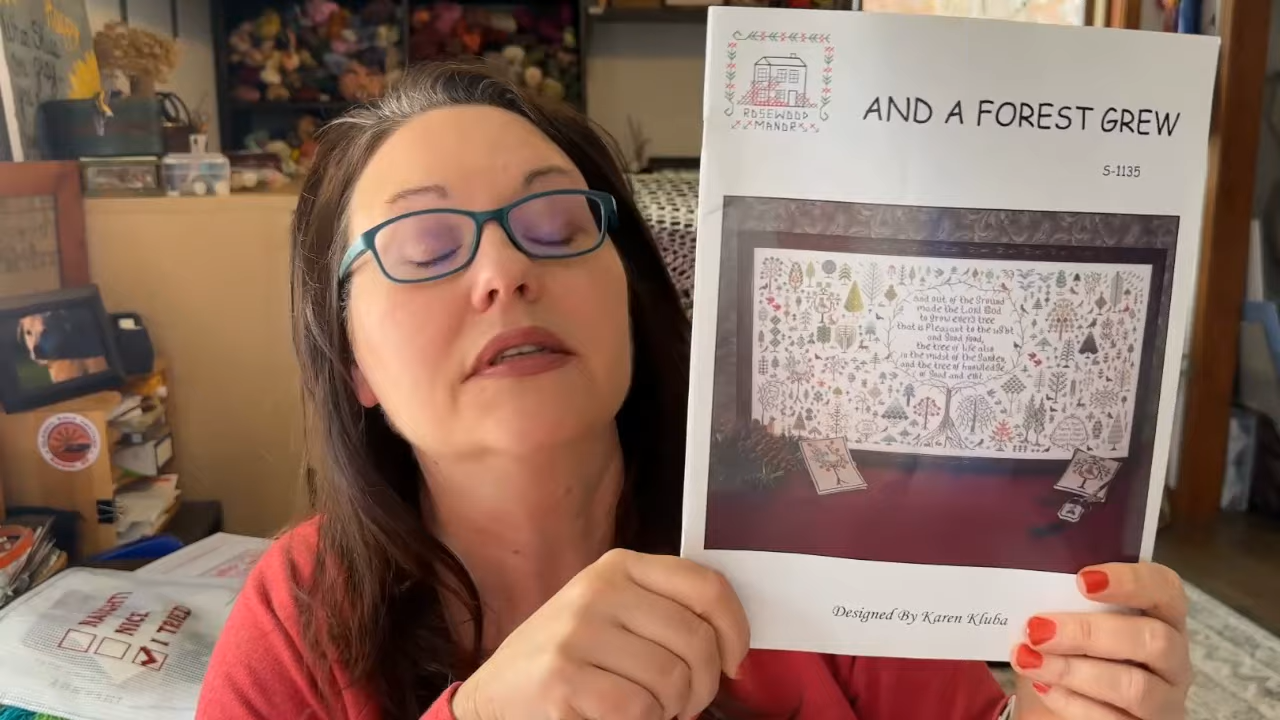 ROSEWOOD
MANOR
AND A FOREST GREW
S-1135
and out of the Ground
made the Lord God
to grow every tree
that is Pleasant to the sight
and Good food,
the tree of life also
in the midst of the Garden,
and the tree of knowledge
of Good and evil
Designed By Karen Kluba
NAUGHTY
NICE
I TRIED